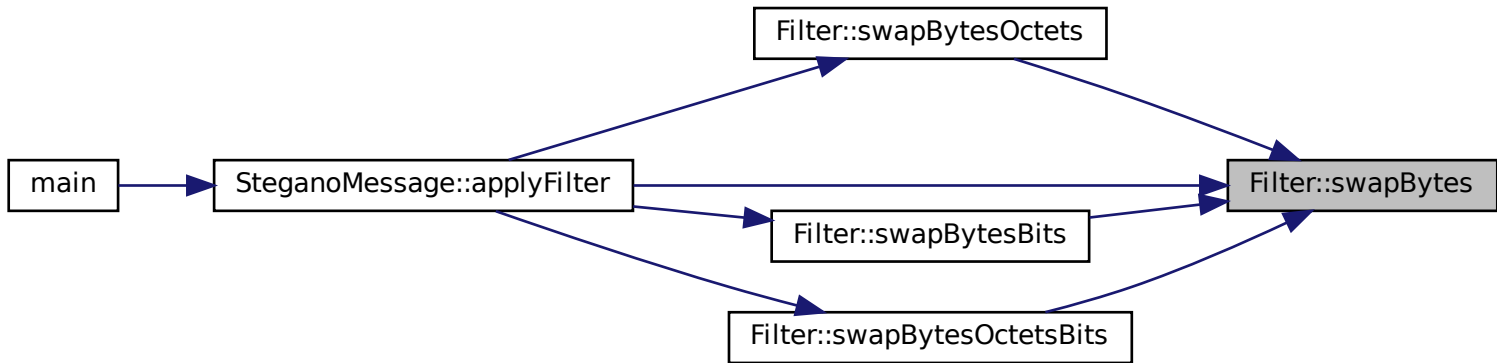 Filter::swapBytesOctets
main
SteganoMessage::applyFilter
Filter::swapBytes
Filter::swapBytesBits
Filter::swapBytesOctetsBits